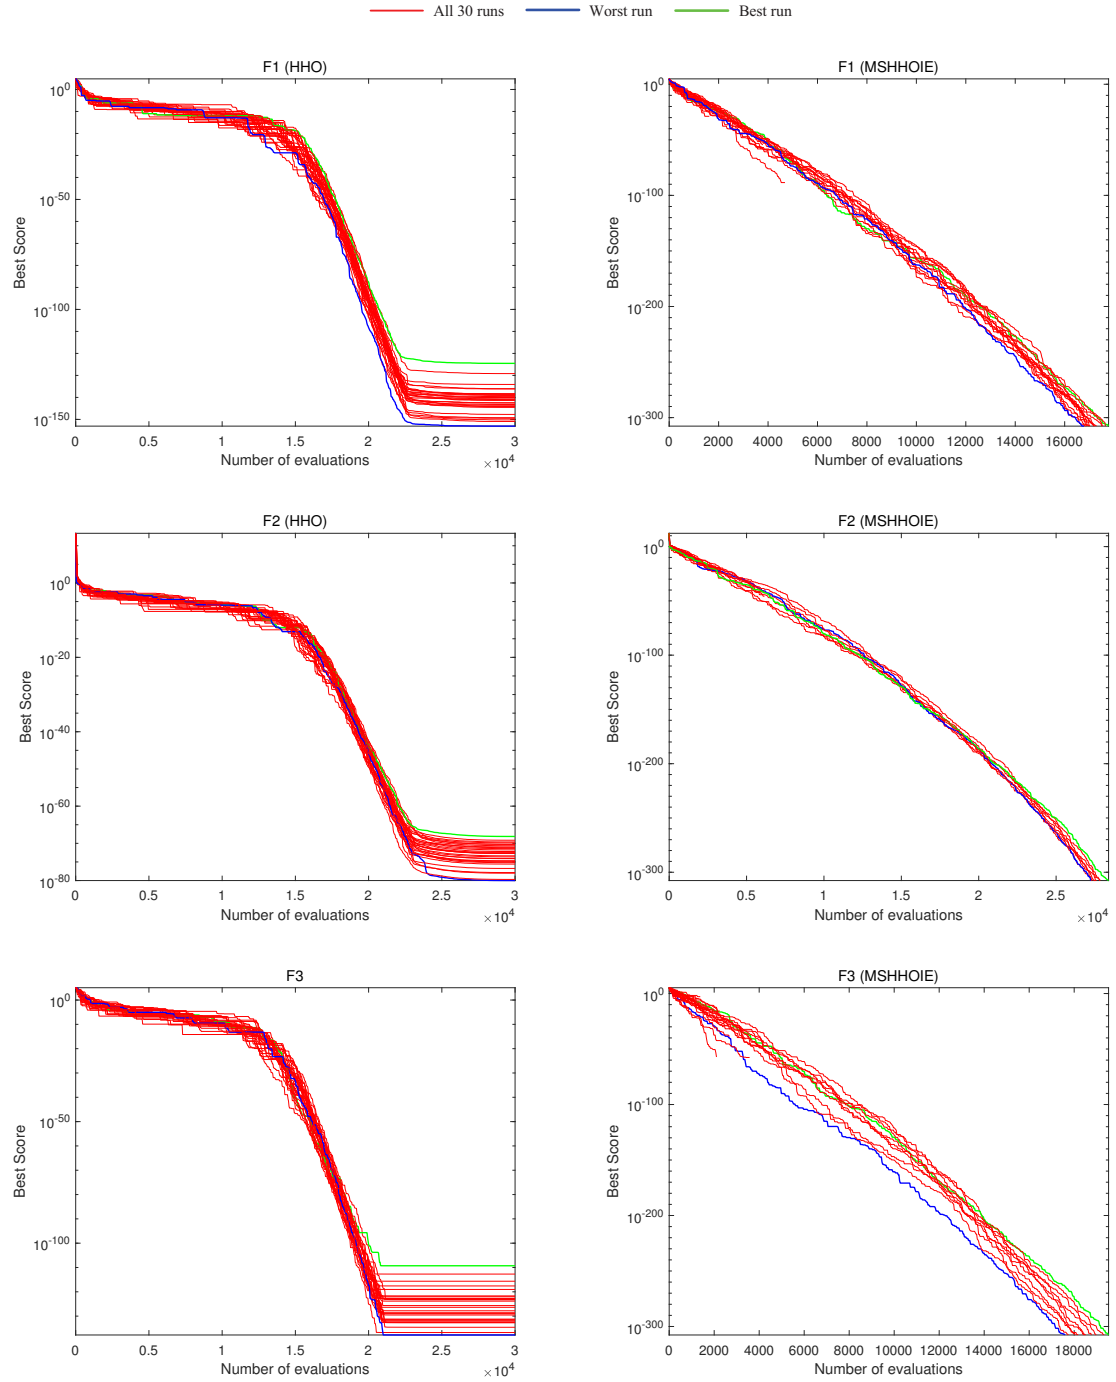 All 30 runs Worst run Best run
F1 (HHO)
Best Score
10^0
10^-50
10^-100
10^-150
0 0.5 1 1.5 2 2.5 3
Number of evaluations
×10^4
F1 (MSHHOIE)
Best Score
10^0
10^-100
10^-200
10^-300
0 2000 4000 6000 8000 10000 12000 14000 16000
Number of evaluations
F2 (HHO)
Best Score
10^0
10^-20
10^-40
10^-60
10^-80
0 0.5 1 1.5 2 2.5 3
Number of evaluations
×10^4
F2 (MSHHOIE)
Best Score
10^0
10^-100
10^-200
10^-300
0 0.5 1 1.5 2 2.5
Number of evaluations
×10^4
F3
Best Score
10^0
10^-50
10^-100
0 0.5 1 1.5 2 2.5 3
Number of evaluations
×10^4
F3 (MSHHOIE)
Best Score
10^0
10^-100
10^-200
10^-300
0 2000 4000 6000 8000 10000 12000 14000 16000 18000
Number of evaluations